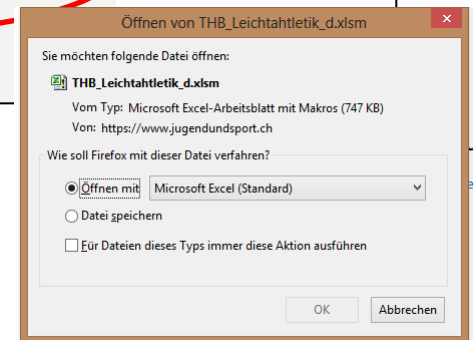 Öffnen von THB_Leichtathletik_d.xlsm
Sie möchten folgende Datei öffnen:
THB_Leichtahtletik_d.xlsm
Vom Typ: Microsoft Excel-Arbeitsblatt mit Makros (747 KB)
Von: https://www.jugendundsport.ch
Wie soll Firefox mit dieser Datei verfahren?
Öffnen mit Microsoft Excel (Standard)
Datei speichern
Für Dateien dieses Typs immer diese Aktion ausführen
OK Abbrechen